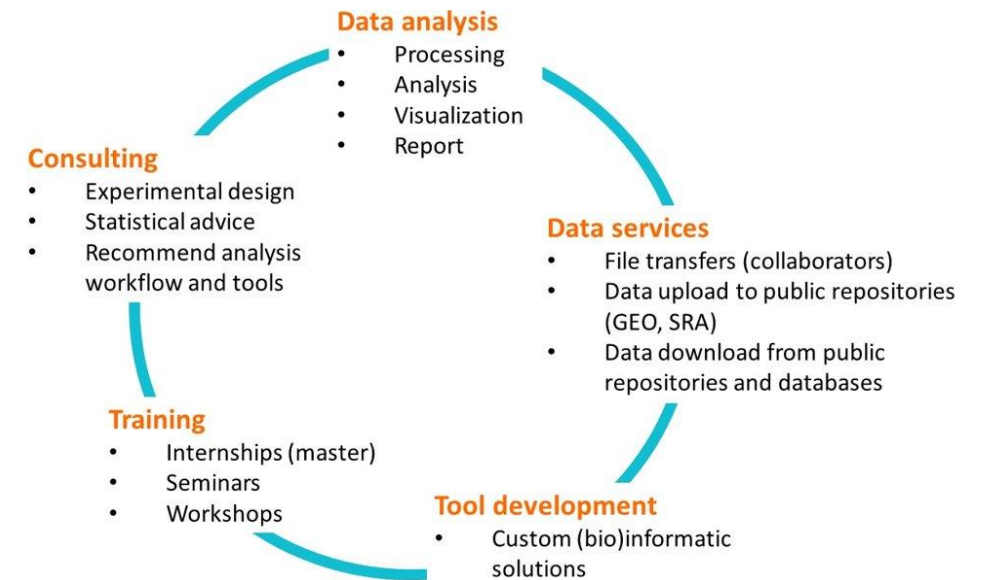 Data analysis
• Processing
• Analysis
• Visualization
• Report
Consulting
• Experimental design
• Statistical advice
• Recommend analysis
workflow and tools
Data services
• File transfers (collaborators)
• Data upload to public repositories
(GEO, SRA)
• Data download from public
repositories and databases
Training
• Internships (master)
• Seminars
• Workshops
Tool development
• Custom (bio)informatic
solutions